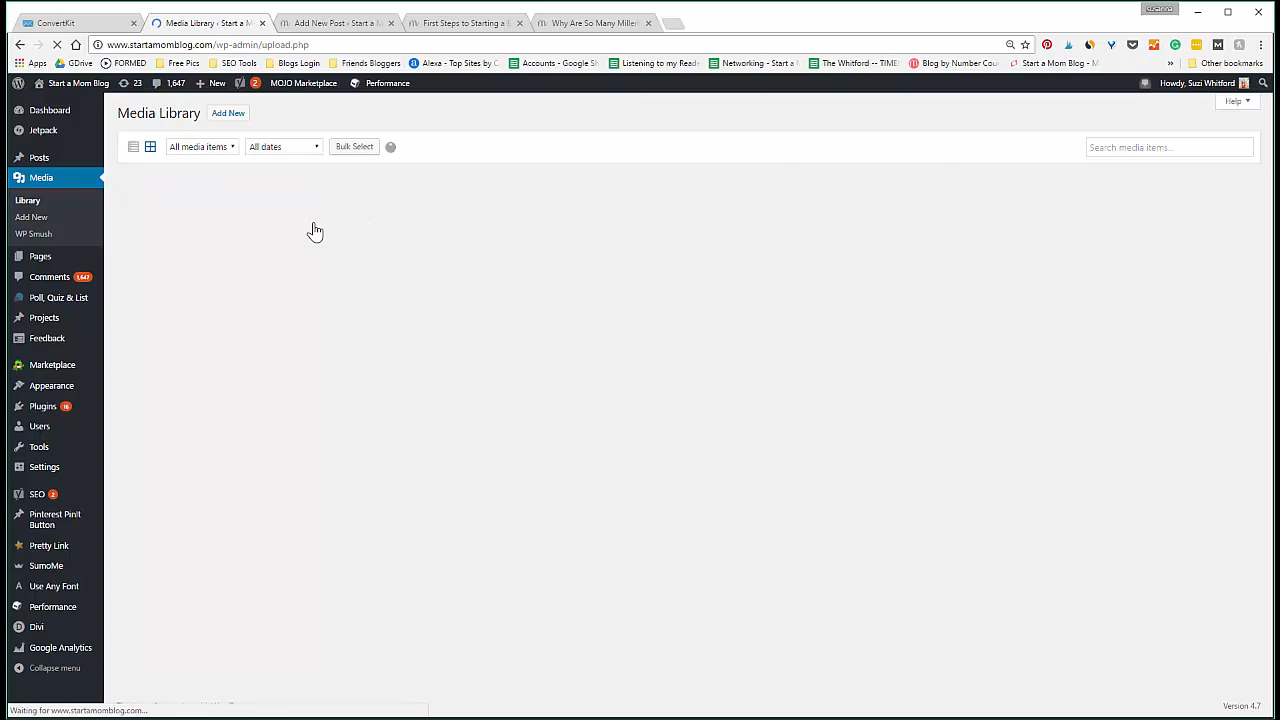 suzanna
ConvertKit
Media Library ‹ Start a M
Add New Post ‹ Start a M
First Steps to Starting a B
Why Are So Many Millen
www.startamomblog.com/wp-admin/upload.php
Apps
GDrive
FORMED
Free Pics
SEO Tools
Blogs Login
Friends Bloggers
Alexa - Top Sites by C
Accounts - Google Sh
Listening to my Read
Networking - Start a
The Whitford -- TIME
Blog by Number Cou
Start a Mom Blog - M
»
Other bookmarks
Start a Mom Blog
23
1,647
+ New
2
MOJO Marketplace
Performance
Howdy, Suzi Whitford
Dashboard
Jetpack
Posts
Media
Library
Add New
WP Smush
Pages
Comments 1,647
Poll, Quiz & List
Projects
Feedback
Marketplace
Appearance
Plugins 16
Users
Tools
Settings
SEO 2
Pinterest PinIt
Button
Pretty Link
SumoMe
Use Any Font
Performance
Divi
Google Analytics
Collapse menu
Media Library
Add New
Help
All media items
All dates
Bulk Select
Search media items...
Waiting for www.startamomblog.com...
Version 4.7